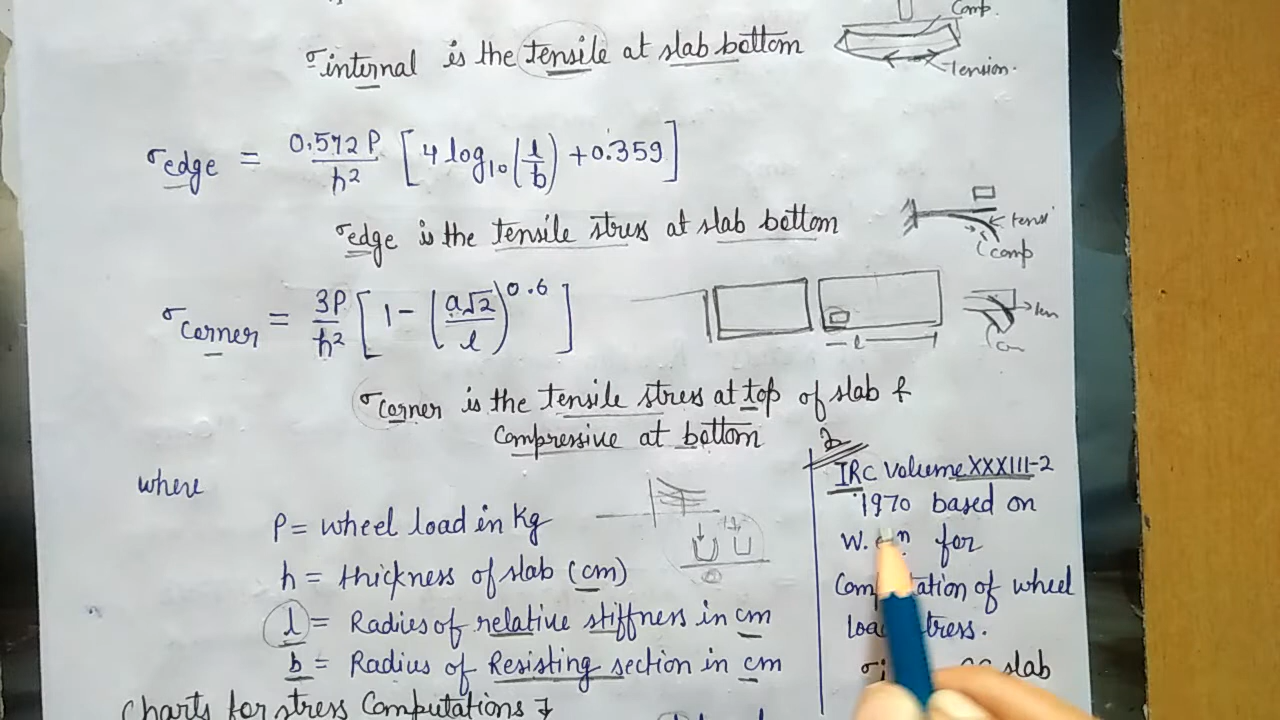 Comp.
σinternal is the tensile at slab bottom
tension.
σedge = 0.572P/h² [4 log₁₀(l/b) + 0.359]
σedge is the tensile stress at slab bottom
tensi
comp
σcorner = 3P/h² [1 - (a√2/l)^0.6]
ten
l
σcorner is the tensile stress at top of slab &
compressive at bottom
where
IRC Volume XXXIII-2
1970 based on
P = wheel load in Kg
W. for
h = thickness of slab (cm)
of wheel
l = Radius of relative stiffness in cm
b = Radius of Resisting section in cm
slab
Charts for stress Computations